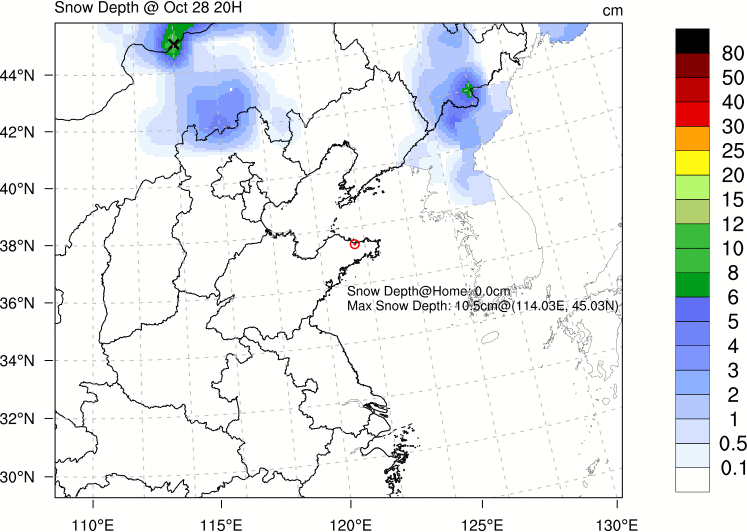 Snow Depth @ Oct 28 20H
cm
44°N
42°N
40°N
38°N
36°N
34°N
32°N
30°N
110°E
115°E
120°E
125°E
130°E
Snow Depth@Home: 0.0cm
Max Snow Depth: 10.5cm@(114.03E, 45.03N)
80
50
40
30
25
20
15
12
10
8
6
5
4
3
2
1
0.5
0.1